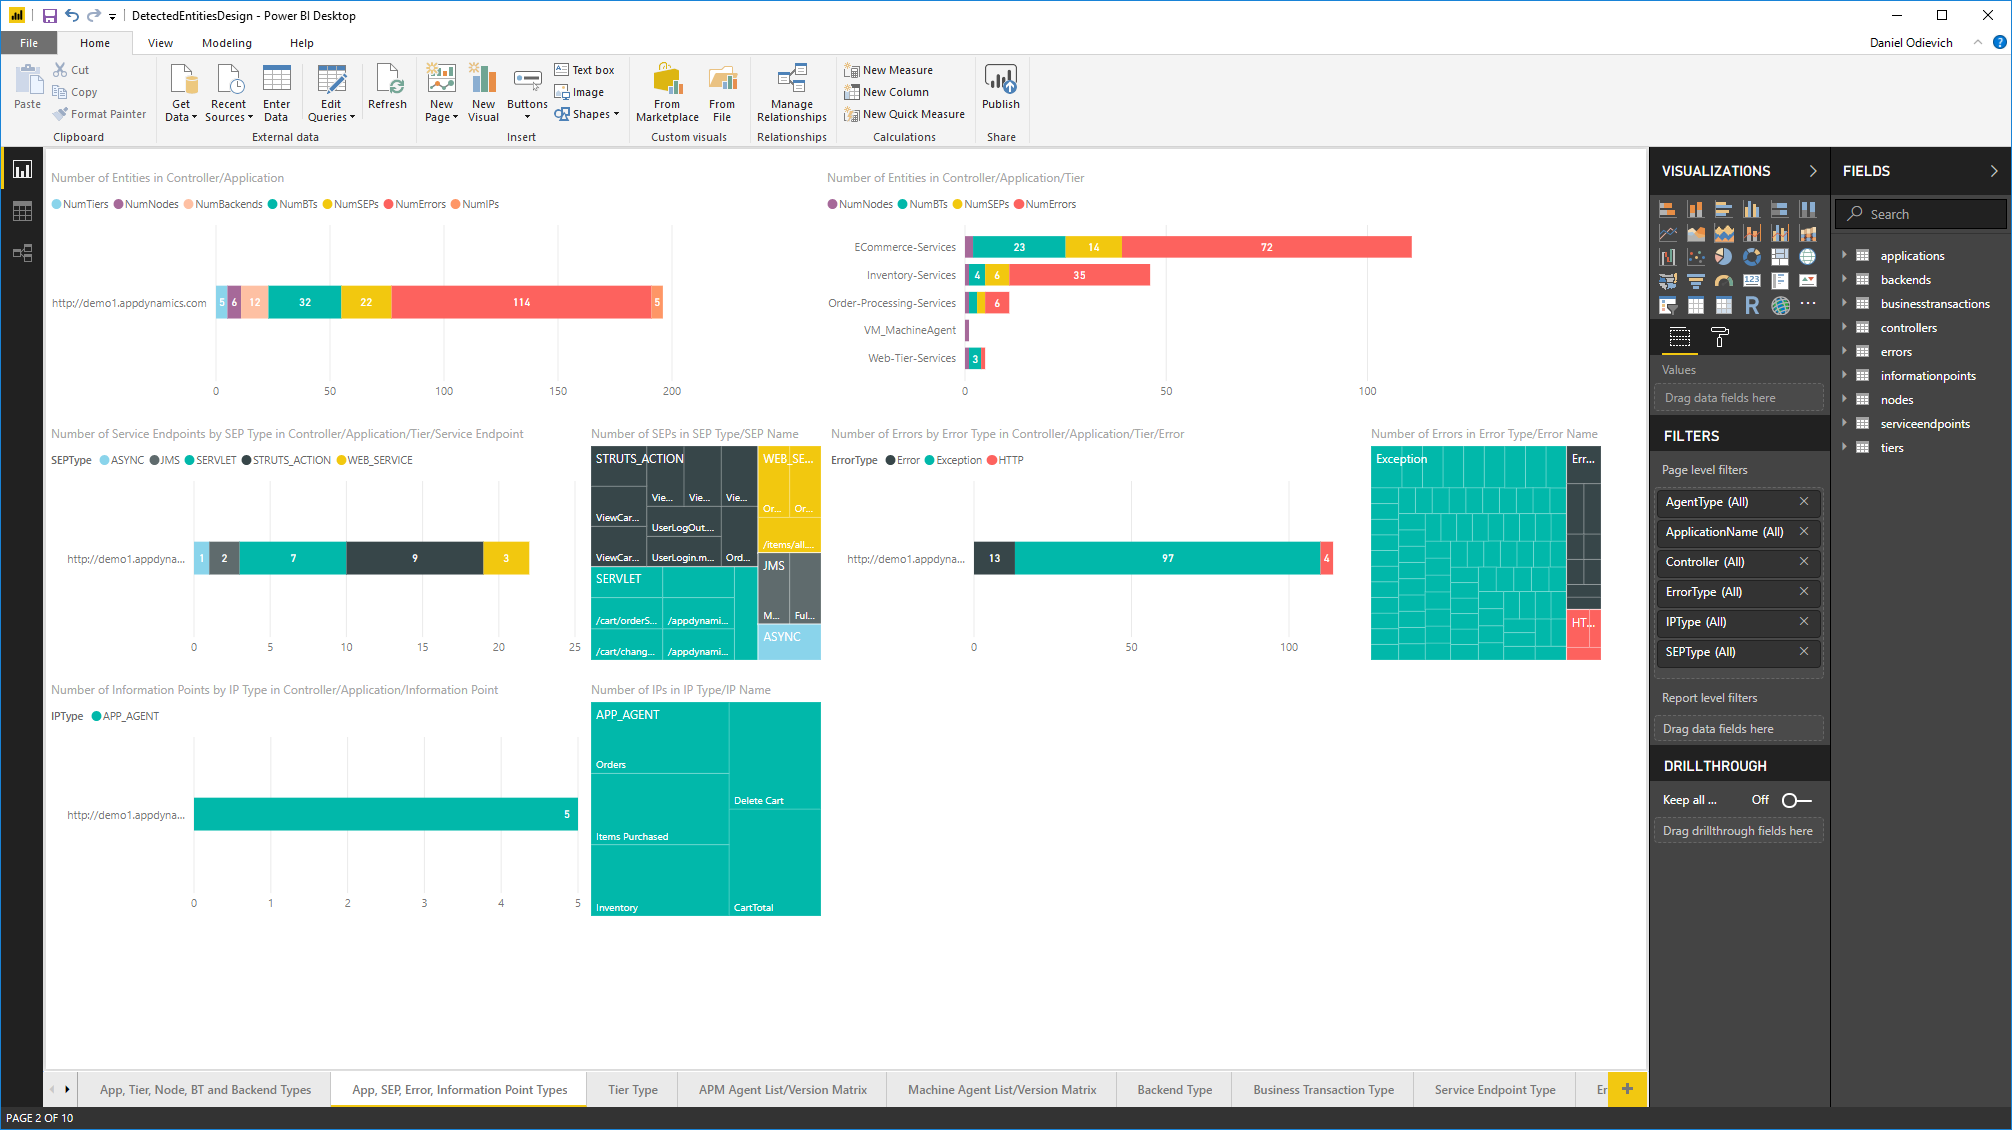 DetectedEntitiesDesign - Power BI Desktop
File Home View Modeling Help
Daniel Odievich
Paste
Cut
Copy
Format Painter
Clipboard
Get Data
Recent Sources
Enter Data
Edit Queries
Refresh
External data
New Page
New Visual
Buttons
Text box
Image
Shapes
Insert
From Marketplace
From File
Custom visuals
Manage Relationships
Relationships
New Measure
New Column
New Quick Measure
Calculations
Publish
Share
Number of Entities in Controller/Application
NumTiers NumNodes NumBackends NumBTs NumSEPs NumErrors NumIPs
http://demo1.appdynamics.com 5 6 12 32 22 114 5
0 50 100 150 200
Number of Entities in Controller/Application/Tier
NumNodes NumBTs NumSEPs NumErrors
ECommerce-Services 23 14 72
Inventory-Services 4 6 35
Order-Processing-Services 6
VM_MachineAgent
Web-Tier-Services 3
0 50 100
Number of Service Endpoints by SEP Type in Controller/Application/Tier/Service Endpoint
SEPType ASYNC JMS SERVLET STRUTS_ACTION WEB_SERVICE
http://demo1.appdyna... 1 2 7 9 3
0 5 10 15 20 25
Number of SEPs in SEP Type/SEP Name
STRUTS_ACTION
ViewCar...
ViewCar...
Vie... Vie... Vie...
UserLogOut....
UserLogin.m...
Ord...
WEB_SE...
Or... Or...
/items/all....
SERVLET
/cart/orderS...
/cart/chang...
/appdynami...
/appdynami...
JMS
M... Ful...
ASYNC
Number of Errors by Error Type in Controller/Application/Tier/Error
ErrorType Error Exception HTTP
http://demo1.appdyna... 13 97 4
0 50 100
Number of Errors in Error Type/Error Name
Exception
Err...
HT...
Number of Information Points by IP Type in Controller/Application/Information Point
IPType APP_AGENT
http://demo1.appdyna... 5
0 1 2 3 4 5
Number of IPs in IP Type/IP Name
APP_AGENT
Orders
Items Purchased
Inventory
Delete Cart
CartTotal
VISUALIZATIONS
123
R
Values
Drag data fields here
FILTERS
Page level filters
AgentType (All)
ApplicationName (All)
Controller (All)
ErrorType (All)
IPType (All)
SEPType (All)
Report level filters
Drag data fields here
DRILLTHROUGH
Keep all ... Off
Drag drillthrough fields here
FIELDS
Search
applications
backends
businesstransactions
controllers
errors
informationpoints
nodes
serviceendpoints
tiers
App, Tier, Node, BT and Backend Types
App, SEP, Error, Information Point Types
Tier Type
APM Agent List/Version Matrix
Machine Agent List/Version Matrix
Backend Type
Business Transaction Type
Service Endpoint Type
Er
PAGE 2 OF 10